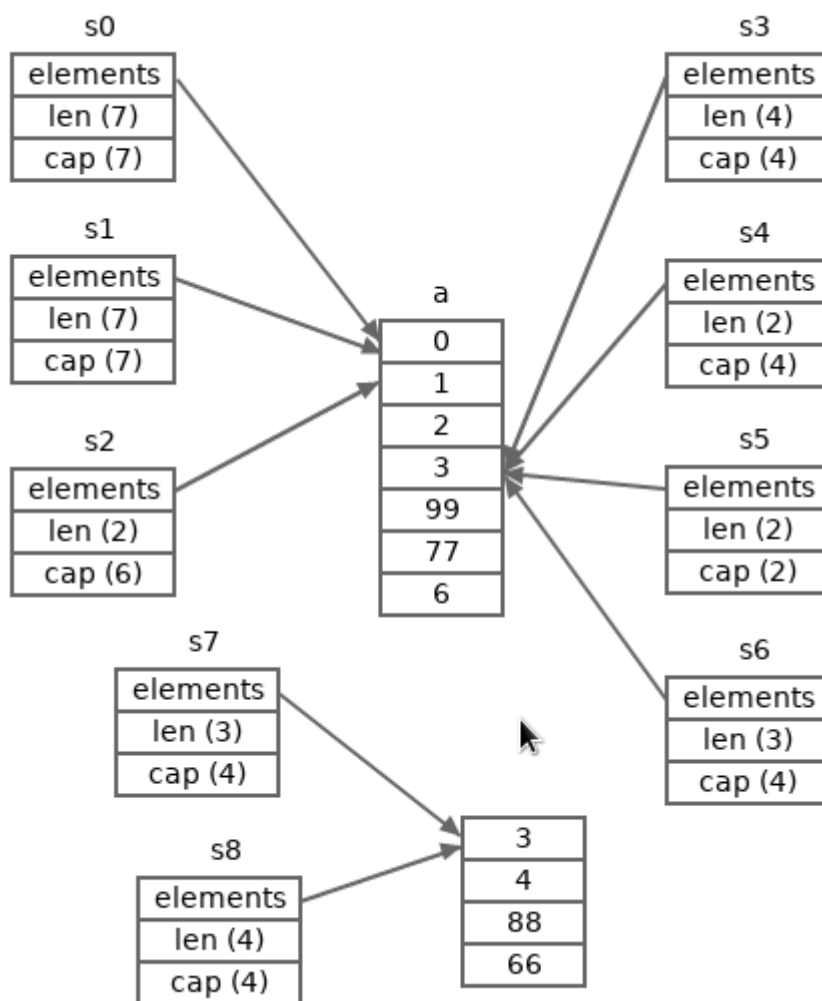 s0
elements
len (7)
cap (7)
s1
elements
len (7)
cap (7)
s2
elements
len (2)
cap (6)
s3
elements
len (4)
cap (4)
s4
elements
len (2)
cap (4)
s5
elements
len (2)
cap (2)
s6
elements
len (3)
cap (4)
a
0
1
2
3
99
77
6
s7
elements
len (3)
cap (4)
s8
elements
len (4)
cap (4)
3
4
88
66